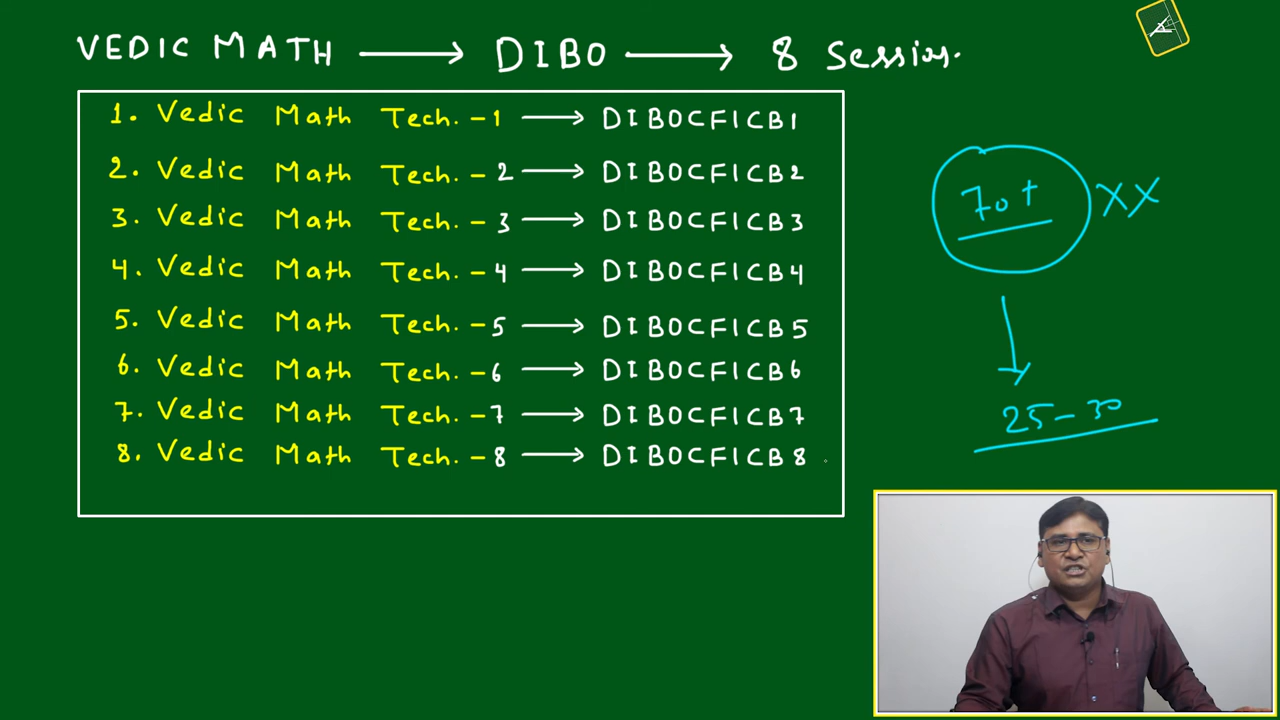 VEDIC MATH → DIBO → 8 Session.
1. Vedic Math Tech. - 1 → DIBOCFICB1
2. Vedic Math Tech. - 2 → DIBOCFICB2
3. Vedic Math Tech. - 3 → DIBOCFICB3
4. Vedic Math Tech. - 4 → DIBOCFICB4
5. Vedic Math Tech. - 5 → DIBOCFICB5
6. Vedic Math Tech. - 6 → DIBOCFICB6
7. Vedic Math Tech. - 7 → DIBOCFICB7
8. Vedic Math Tech. - 8 → DIBOCFICB8
70+ XX
25-30